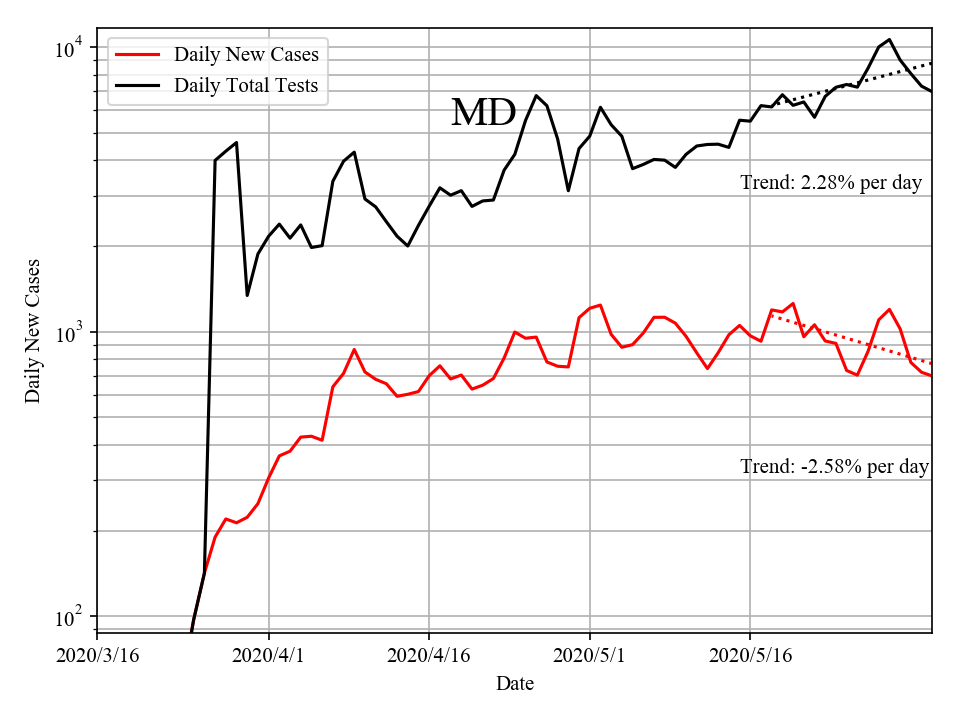 Daily New Cases
Daily Total Tests
MD
Trend: 2.28% per day
Trend: -2.58% per day
Daily New Cases
10^4
10^3
10^2
2020/3/16
2020/4/1
2020/4/16
2020/5/1
2020/5/16
Date